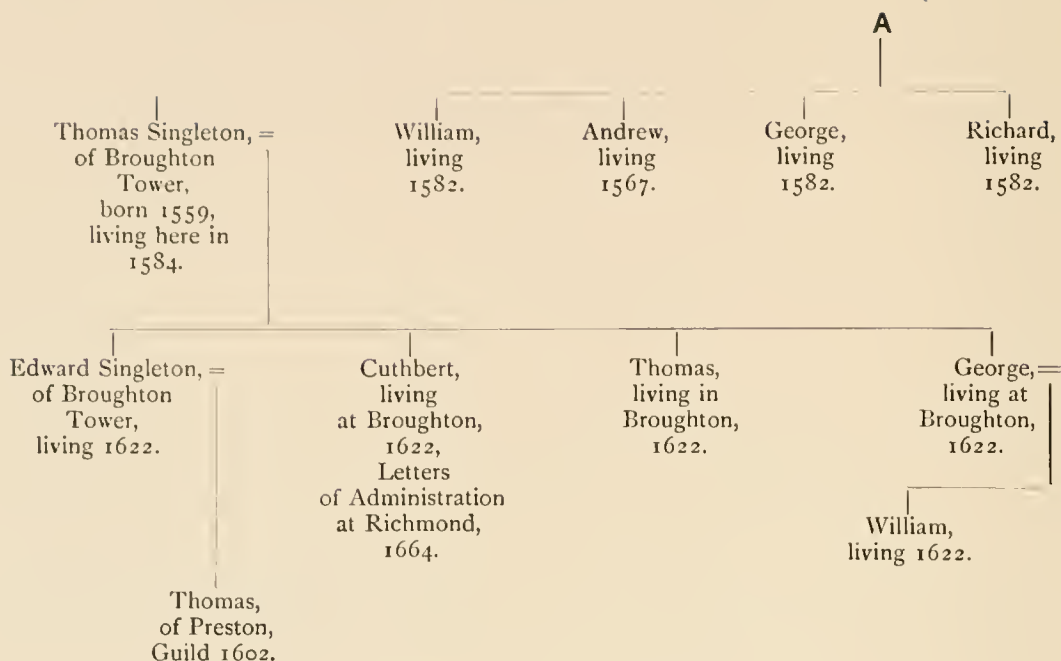 A
Thomas Singleton, =
of Broughton
Tower,
born 1559,
living here in
1584.
William,
living
1582.
Andrew,
living
1567.
George,
living
1582.
Richard,
living
1582.
Edward Singleton, =
of Broughton
Tower,
living 1622.
Cuthbert,
living
at Broughton,
1622,
Letters
of Administration
at Richmond,
1664.
Thomas,
living in
Broughton,
1622.
George, =
living at
Broughton,
1622.
William,
living 1622.
Thomas,
of Preston,
Guild 1602.